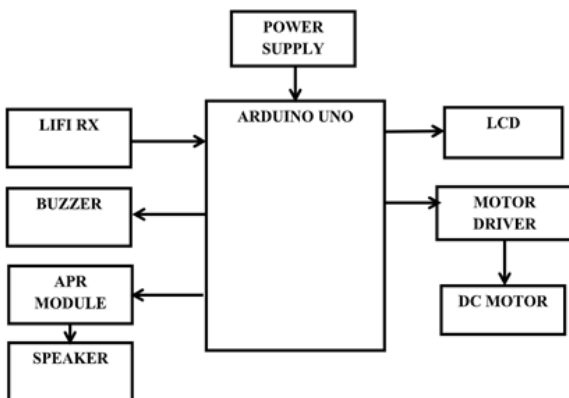 POWER
SUPPLY
ARDUINO UNO
LIFI RX
LCD
BUZZER
MOTOR
DRIVER
APR
MODULE
DC MOTOR
SPEAKER